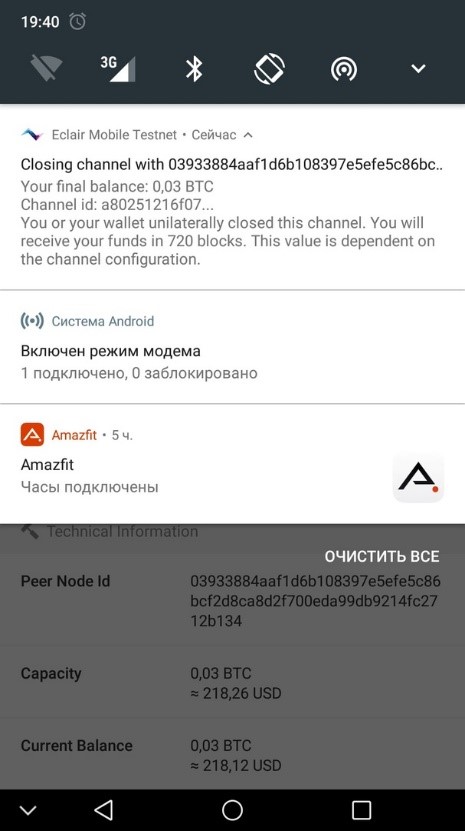 19:40
3G
Eclair Mobile Testnet • Сейчас
Closing channel with 03933884aaf1d6b108397e5efe5c86bc..
Your final balance: 0,03 BTC
Channel id: a80251216f07...
You or your wallet unilaterally closed this channel. You will
receive your funds in 720 blocks. This value is dependent on
the channel configuration.
Система Android
Включен режим модема
1 подключено, 0 заблокировано
Amazfit • 5 ч.
Amazfit
Часы подключены
Technical Information
ОЧИСТИТЬ ВСЕ
Peer Node Id
03933884aaf1d6b108397e5efe5c86
bcf2d8ca8d2f700eda99db9214fc27
12b134
Capacity
0,03 BTC
≈ 218,26 USD
Current Balance
0,03 BTC
≈ 218,12 USD